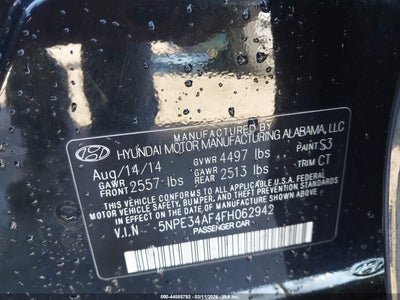 MANUFACTURED BY
HYUNDAI MOTOR MANUFACTURING ALABAMA, LLC
Aug/14/14 GVWR 4497 lbs PAINT S3
GAWR FRONT 2557 lbs GAWR REAR 2513 lbs TRIM CT
THIS VEHICLE CONFORMS TO ALL APPLICABLE U.S.A. FEDERAL MOTOR
VEHICLE SAFETY, BUMPER, AND THEFT PREVENTION STANDARDS
IN EFFECT ON THE DATE OF MANUFACTURE SHOWN ABOVE.
V.I.N - 5NPE34AF4FH062942
PASSENGER CAR